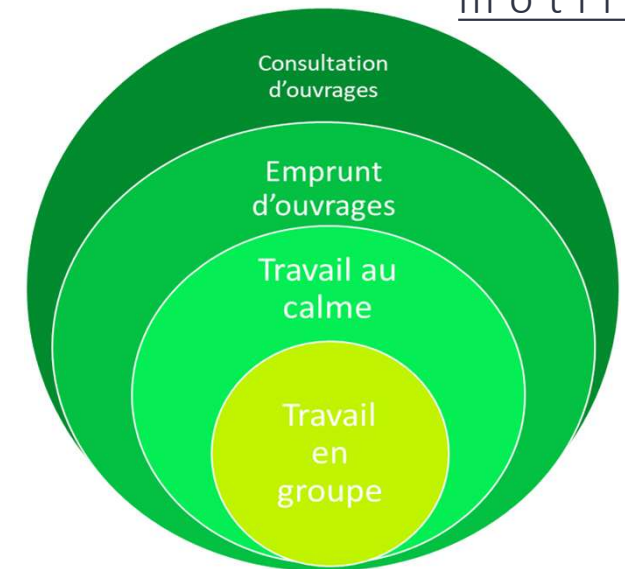 Consultation
d'ouvrages
Emprunt
d'ouvrages
Travail au
calme
Travail
en
groupe